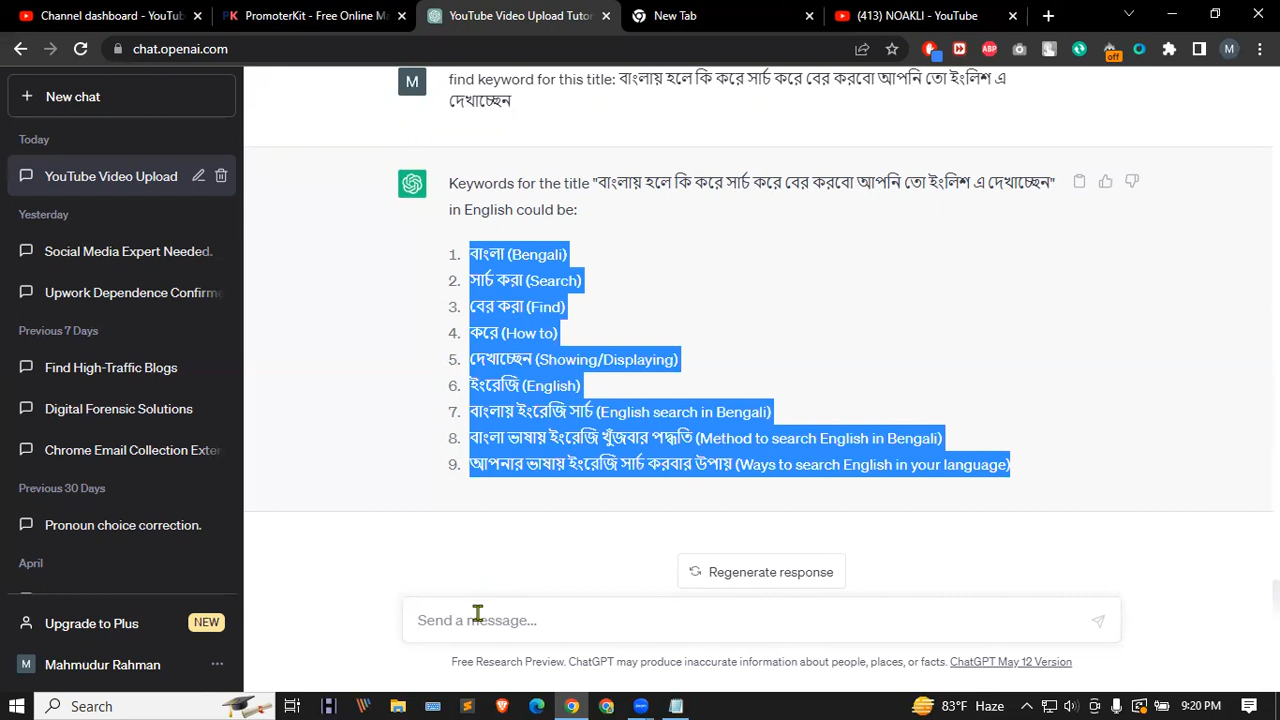 Channel dashboard - YouTu
PromoterKit - Free Online Ma
YouTube Video Upload Tutor
New Tab
(413) NOAKLI - YouTube
chat.openai.com
ABP
off
M
New chat
Today
YouTube Video Upload
Yesterday
Social Media Expert Needed.
Upwork Dependence Confirme
Previous 7 Days
Find High-Traffic Blogs
Digital Forensic Solutions
Chrome Email Collection Exter
Previous 30 Days
Pronoun choice correction.
April
Upgrade to Plus
NEW
M
Mahmudur Rahman
M
find keyword for this title: বাংলায় হলে কি করে সার্চ করে বের করবো আপনি তো ইংলিশ এ
দেখাচ্ছেন
Keywords for the title "বাংলায় হলে কি করে সার্চ করে বের করবো আপনি তো ইংলিশ এ দেখাচ্ছেন"
in English could be:
1. বাংলা (Bengali)
2. সার্চ করা (Search)
3. বের করা (Find)
4. করে (How to)
5. দেখাচ্ছেন (Showing/Displaying)
6. ইংরেজি (English)
7. বাংলায় ইংরেজি সার্চ (English search in Bengali)
8. বাংলা ভাষায় ইংরেজি খুঁজবার পদ্ধতি (Method to search English in Bengali)
9. আপনার ভাষায় ইংরেজি সার্চ করবার উপায় (Ways to search English in your language)
Regenerate response
Send a message...
Free Research Preview. ChatGPT may produce inaccurate information about people, places, or facts. ChatGPT May 12 Version
Search
83°F Haze
9:20 PM